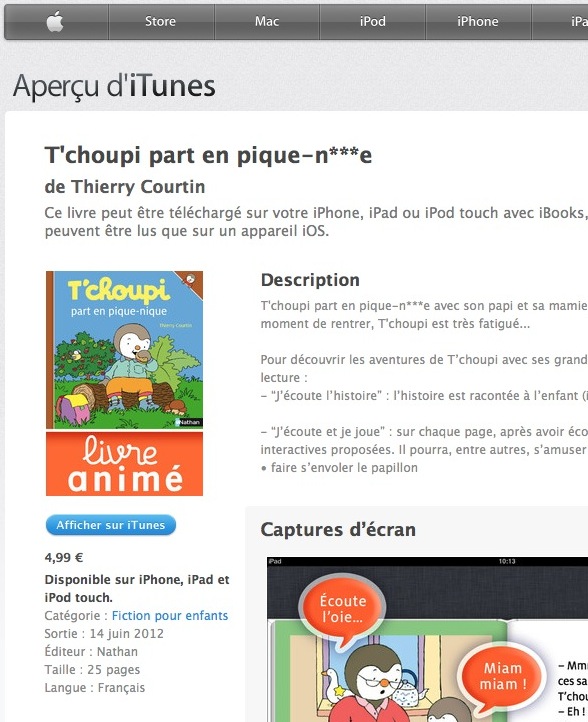 Store Mac iPod iPhone iPa
Aperçu d'iTunes
T'choupi part en pique-n***e
de Thierry Courtin
Ce livre peut être téléchargé sur votre iPhone, iPad ou iPod touch avec iBooks,
peuvent être lus que sur un appareil iOS.
T'choupi
part en pique-nique
Thierry Courtin
Nathan
livre
animé
Afficher sur iTunes
4,99 €
Disponible sur iPhone, iPad et
iPod touch.
Catégorie : Fiction pour enfants
Sortie : 14 juin 2012
Éditeur : Nathan
Taille : 25 pages
Langue : Français
Description
T'choupi part en pique-n***e avec son papi et sa mamie
moment de rentrer, T'choupi est très fatigué...
Pour découvrir les aventures de T'choupi avec ses grand
lecture :
- “J'écoute l'histoire” : l'histoire est racontée à l'enfant (i
- “J'écoute et je joue” : sur chaque page, après avoir éco
interactives proposées. Il pourra, entre autres, s'amuser
• faire s'envoler le papillon
Captures d'écran
iPad 10:13
Écoute
l'oie...
Miam
miam !
– Mmi
ces sa
T'chou
– Eh !